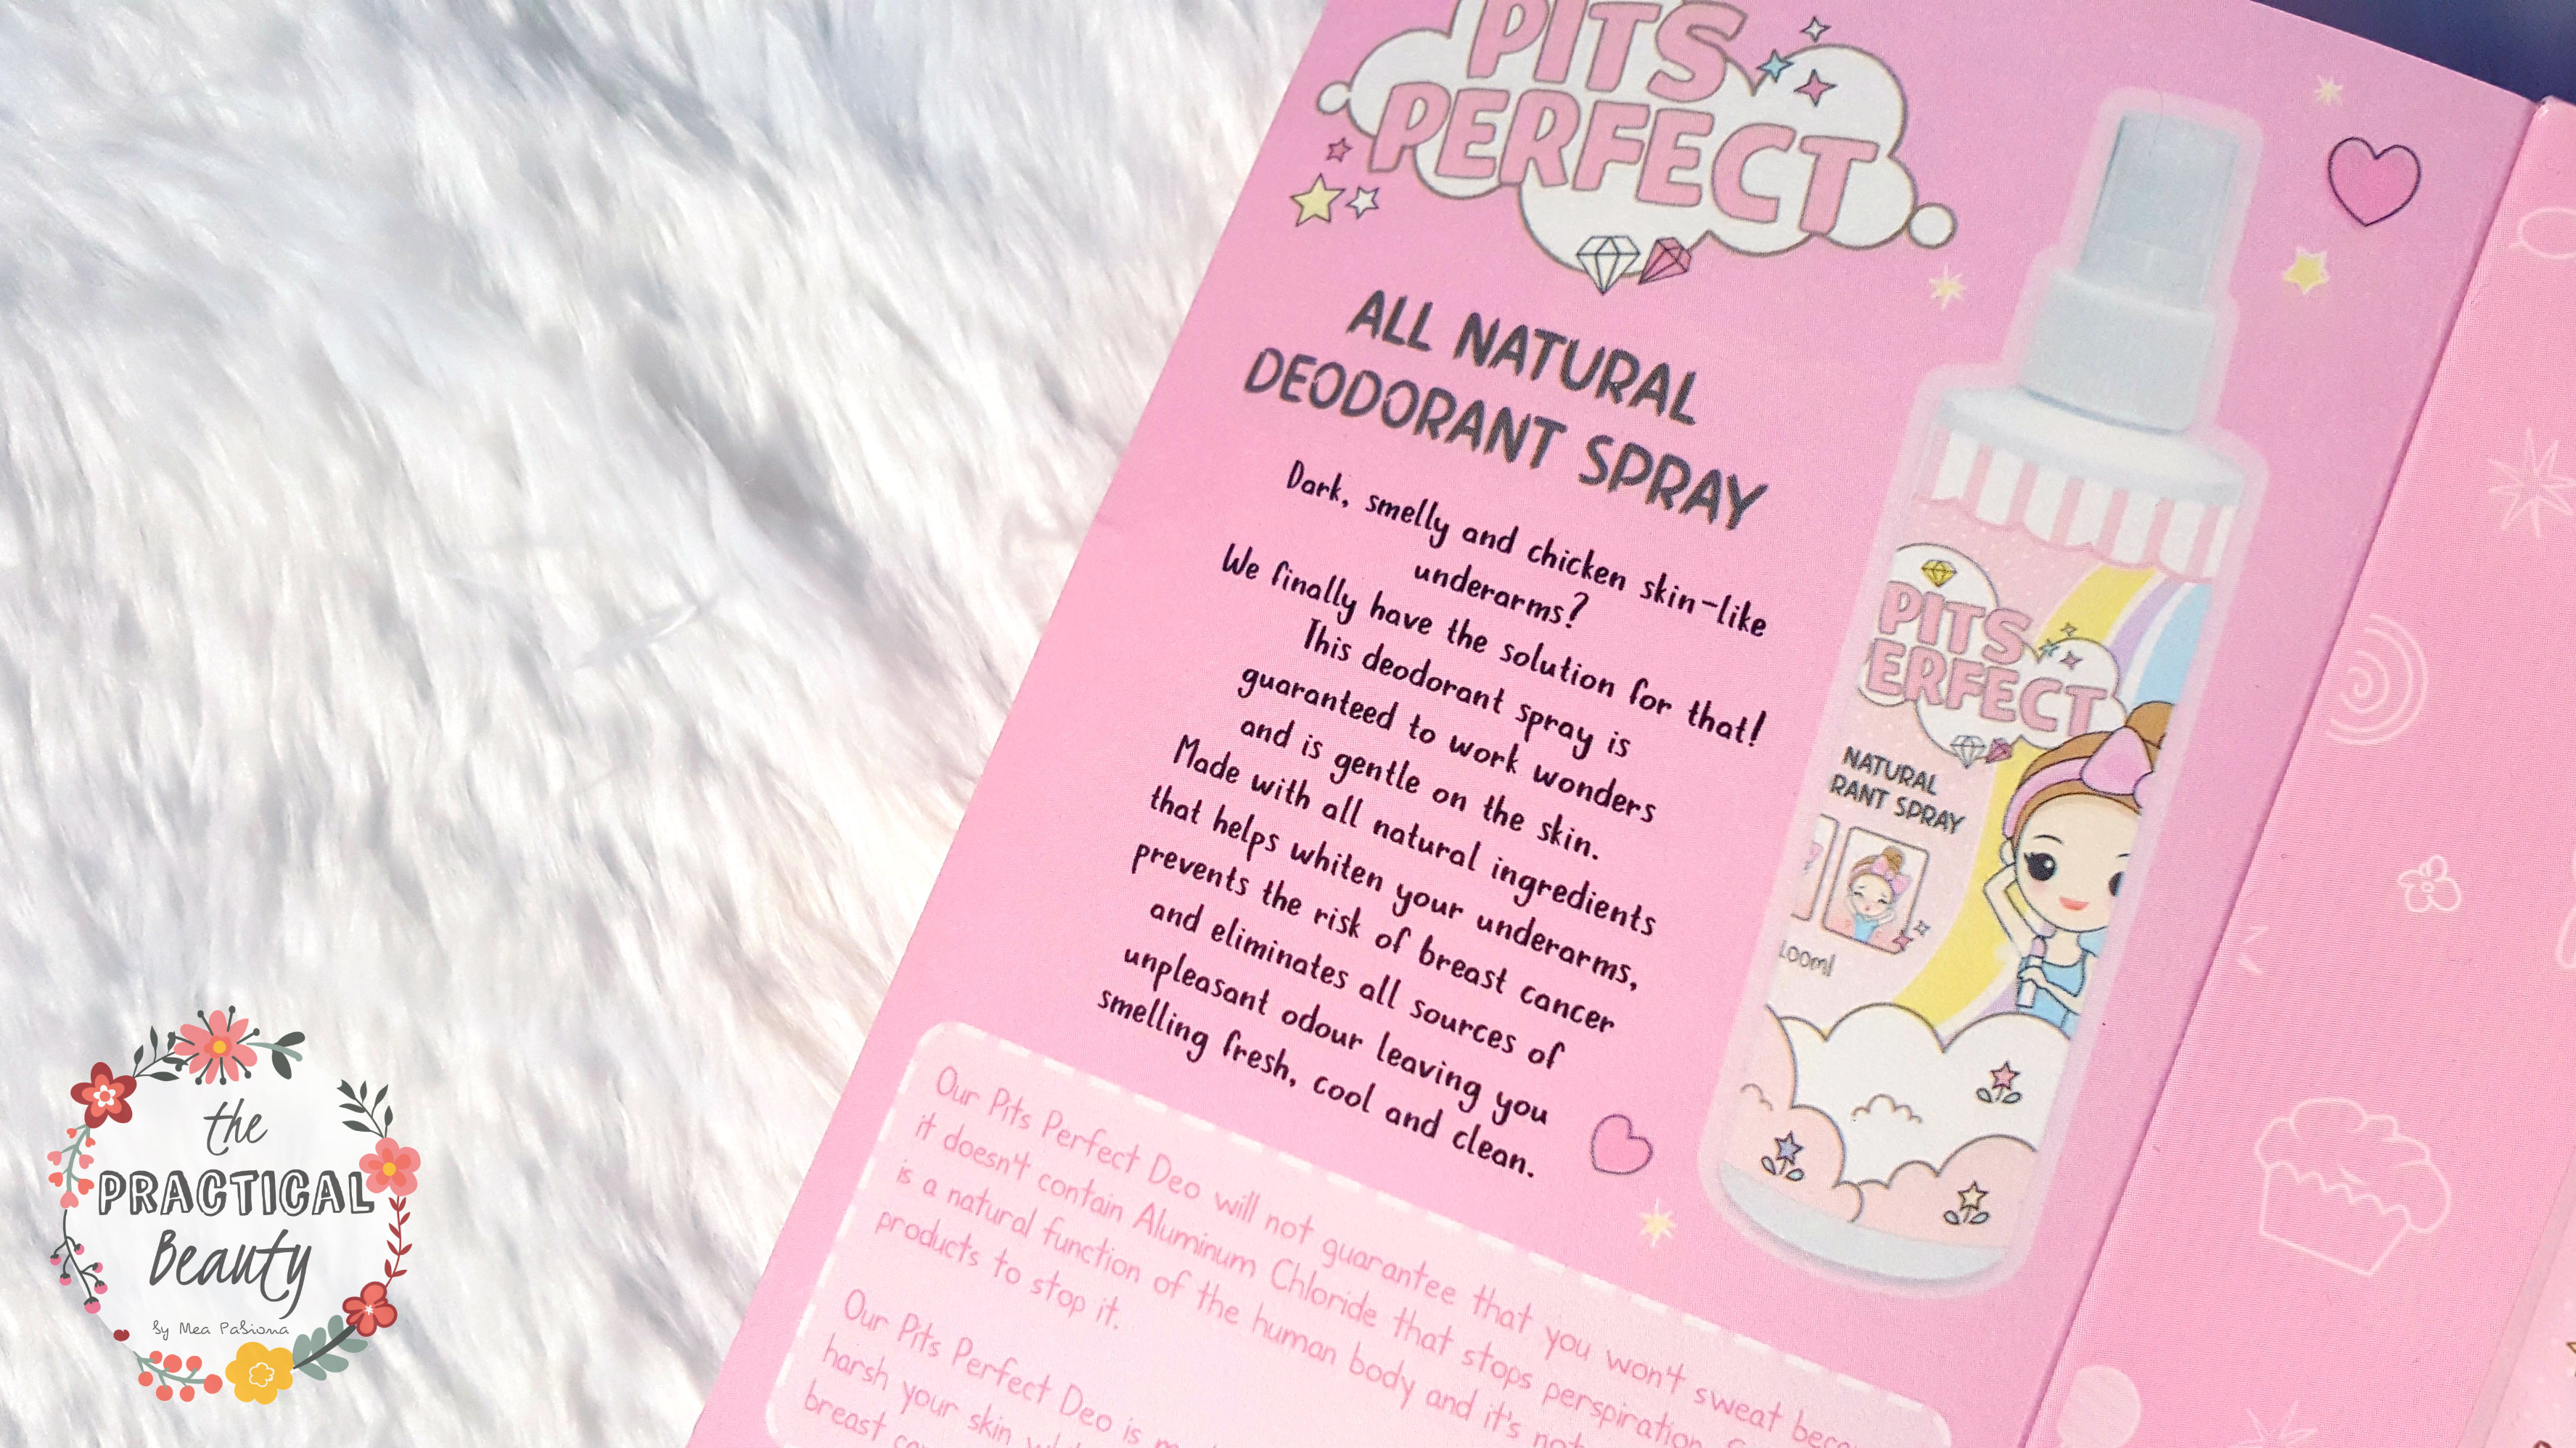 PITS
PERFECT
ALL NATURAL
DEODORANT SPRAY
Dark, smelly and chicken skin-like
underarms?
We finally have the solution for that!
This deodorant spray is
guaranteed to work wonders
and is gentle on the skin.
Made with all natural ingredients
that helps whiten your underarms,
prevents the risk of breast cancer
and eliminates all sources of
unpleasant odour leaving you
smelling fresh, cool and clean.
Our Pits Perfect Deo will not guarantee that you won't sweat
it doesn't contain Aluminum Chloride that stops perspiration.
is a natural function of the human body and it's not
products to stop it.
Our Pits Perfect Deo is
harsh your skin
breast
PITS
ERFECT
NATURAL
RANT SPRAY
100ml
the
PRACTICAL
Beauty
by Mea Pabiona